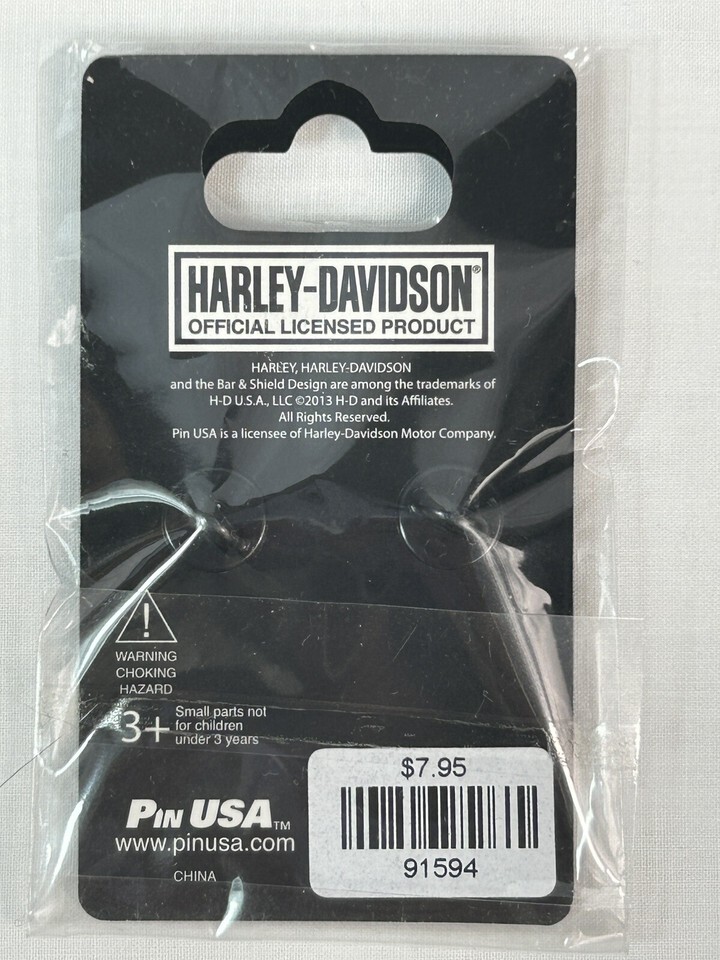 HARLEY-DAVIDSON®
OFFICIAL LICENSED PRODUCT
HARLEY, HARLEY-DAVIDSON
and the Bar & Shield Design are among the trademarks of
H-D U.S.A., LLC ©2013 H-D and its Affiliates.
All Rights Reserved.
Pin USA is a licensee of Harley-Davidson Motor Company.
!
WARNING
CHOKING
HAZARD
3+
Small parts not
for children
under 3 years
PIN USA™
www.pinusa.com
CHINA
$7.95
91594